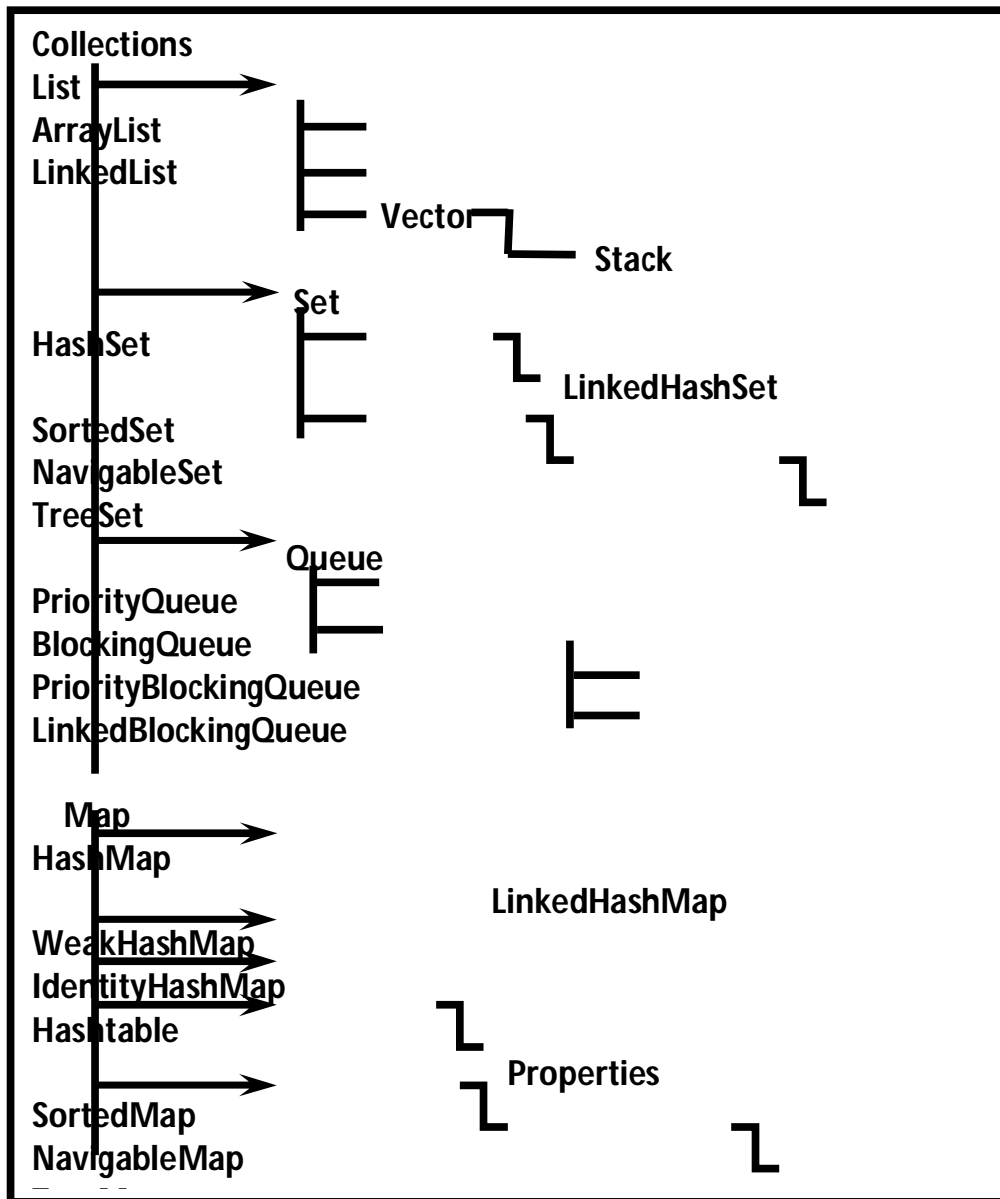 Collections
List
ArrayList
LinkedList
Vector
Stack
Set
HashSet
LinkedHashSet
SortedSet
NavigableSet
TreeSet
Queue
PriorityQueue
BlockingQueue
PriorityBlockingQueue
LinkedBlockingQueue
Map
HashMap
LinkedHashMap
WeakHashMap
IdentityHashMap
Hashtable
Properties
SortedMap
NavigableMap